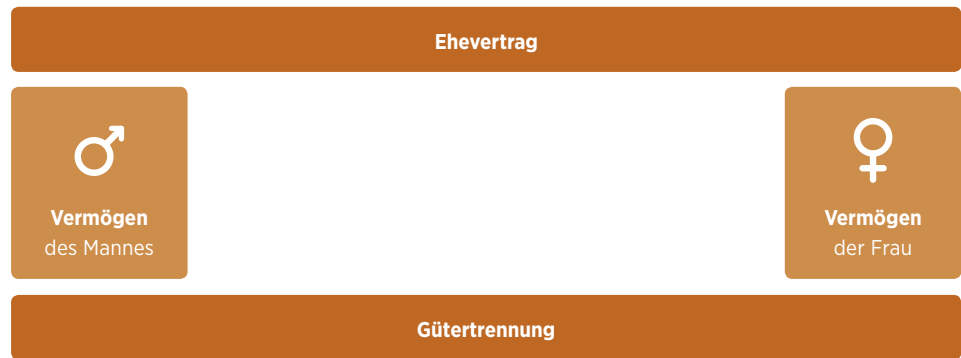 Ehevertrag
Vermögen
des Mannes
Vermögen
der Frau
Gütertrennung